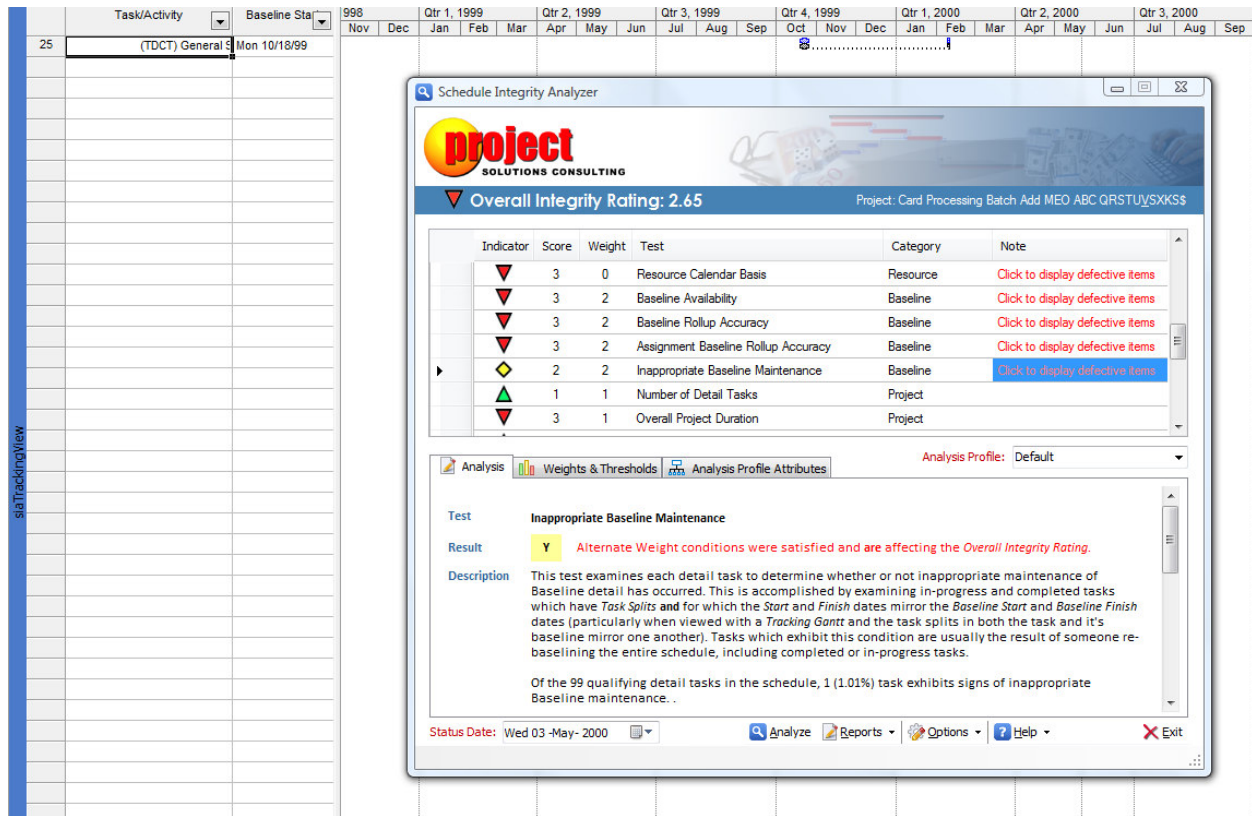 Task/Activity Baseline Sta 998 Qtr 1, 1999 Qtr 2, 1999 Qtr 3, 1999 Qtr 4, 1999 Qtr 1, 2000 Qtr 2, 2000 Qtr 3, 2000
Nov Dec Jan Feb Mar Apr May Jun Jul Aug Sep Oct Nov Dec Jan Feb Mar Apr May Jun Jul Aug Sep
25 (TDCT) General S Mon 10/18/99
siaTrackingView
Schedule Integrity Analyzer
project
SOLUTIONS CONSULTING
Overall Integrity Rating: 2.65 Project: Card Processing Batch Add MEO ABC QRSTUVSXKS$
Indicator Score Weight Test Category Note
3 0 Resource Calendar Basis Resource Click to display defective items
3 2 Baseline Availability Baseline Click to display defective items
3 2 Baseline Rollup Accuracy Baseline Click to display defective items
3 2 Assignment Baseline Rollup Accuracy Baseline Click to display defective items
2 2 Inappropriate Baseline Maintenance Baseline Click to display defective items
1 1 Number of Detail Tasks Project
3 1 Overall Project Duration Project
Analysis Weights & Thresholds Analysis Profile Attributes Analysis Profile: Default
Test Inappropriate Baseline Maintenance
Result Y Alternate Weight conditions were satisfied and are affecting the Overall Integrity Rating.
Description This test examines each detail task to determine whether or not inappropriate maintenance of
Baseline detail has occurred. This is accomplished by examining in-progress and completed tasks
which have Task Splits and for which the Start and Finish dates mirror the Baseline Start and Baseline Finish
dates (particularly when viewed with a Tracking Gantt and the task splits in both the task and it's
baseline mirror one another). Tasks which exhibit this condition are usually the result of someone re-
baselining the entire schedule, including completed or in-progress tasks.
Of the 99 qualifying detail tasks in the schedule, 1 (1.01%) task exhibits signs of inappropriate
Baseline maintenance. .
Status Date: Wed 03 -May- 2000 Analyze Reports Options Help Exit